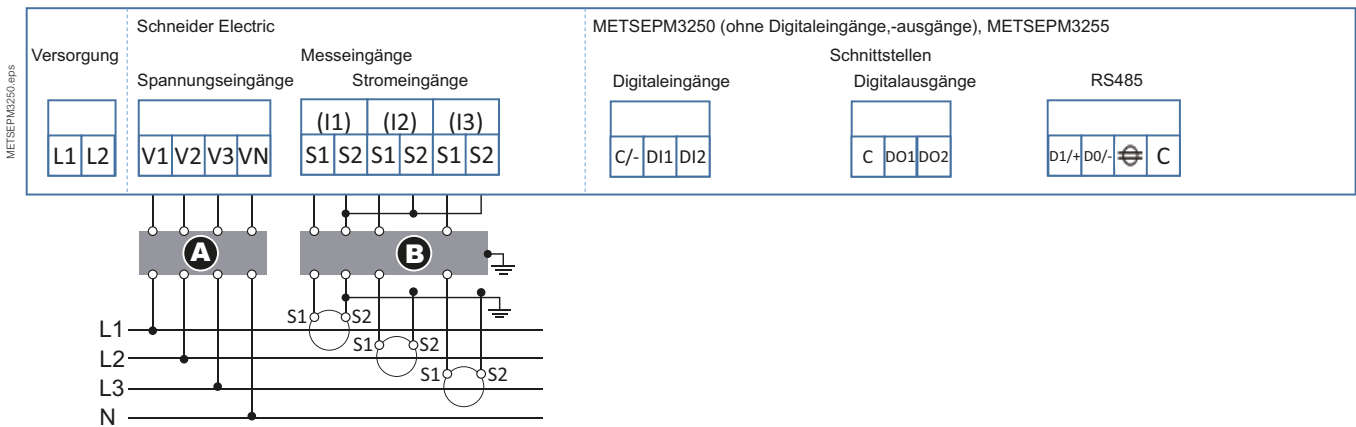 METSEPM3250.eps
Schneider Electric
METSEPM3250 (ohne Digitaleingänge,-ausgänge), METSEPM3255
Versorgung
Messeingänge
Schnittstellen
Spannungseingänge
Stromeingänge
Digitaleingänge
Digitalausgänge
RS485
(I1) (I2) (I3)
L1 L2
V1 V2 V3 VN
S1 S2 S1 S2 S1 S2
C/- DI1 DI2
C DO1 DO2
D1/+ D0/- C
A
B
S1 S2
L1
S1 S2
L2
S1 S2
L3
N